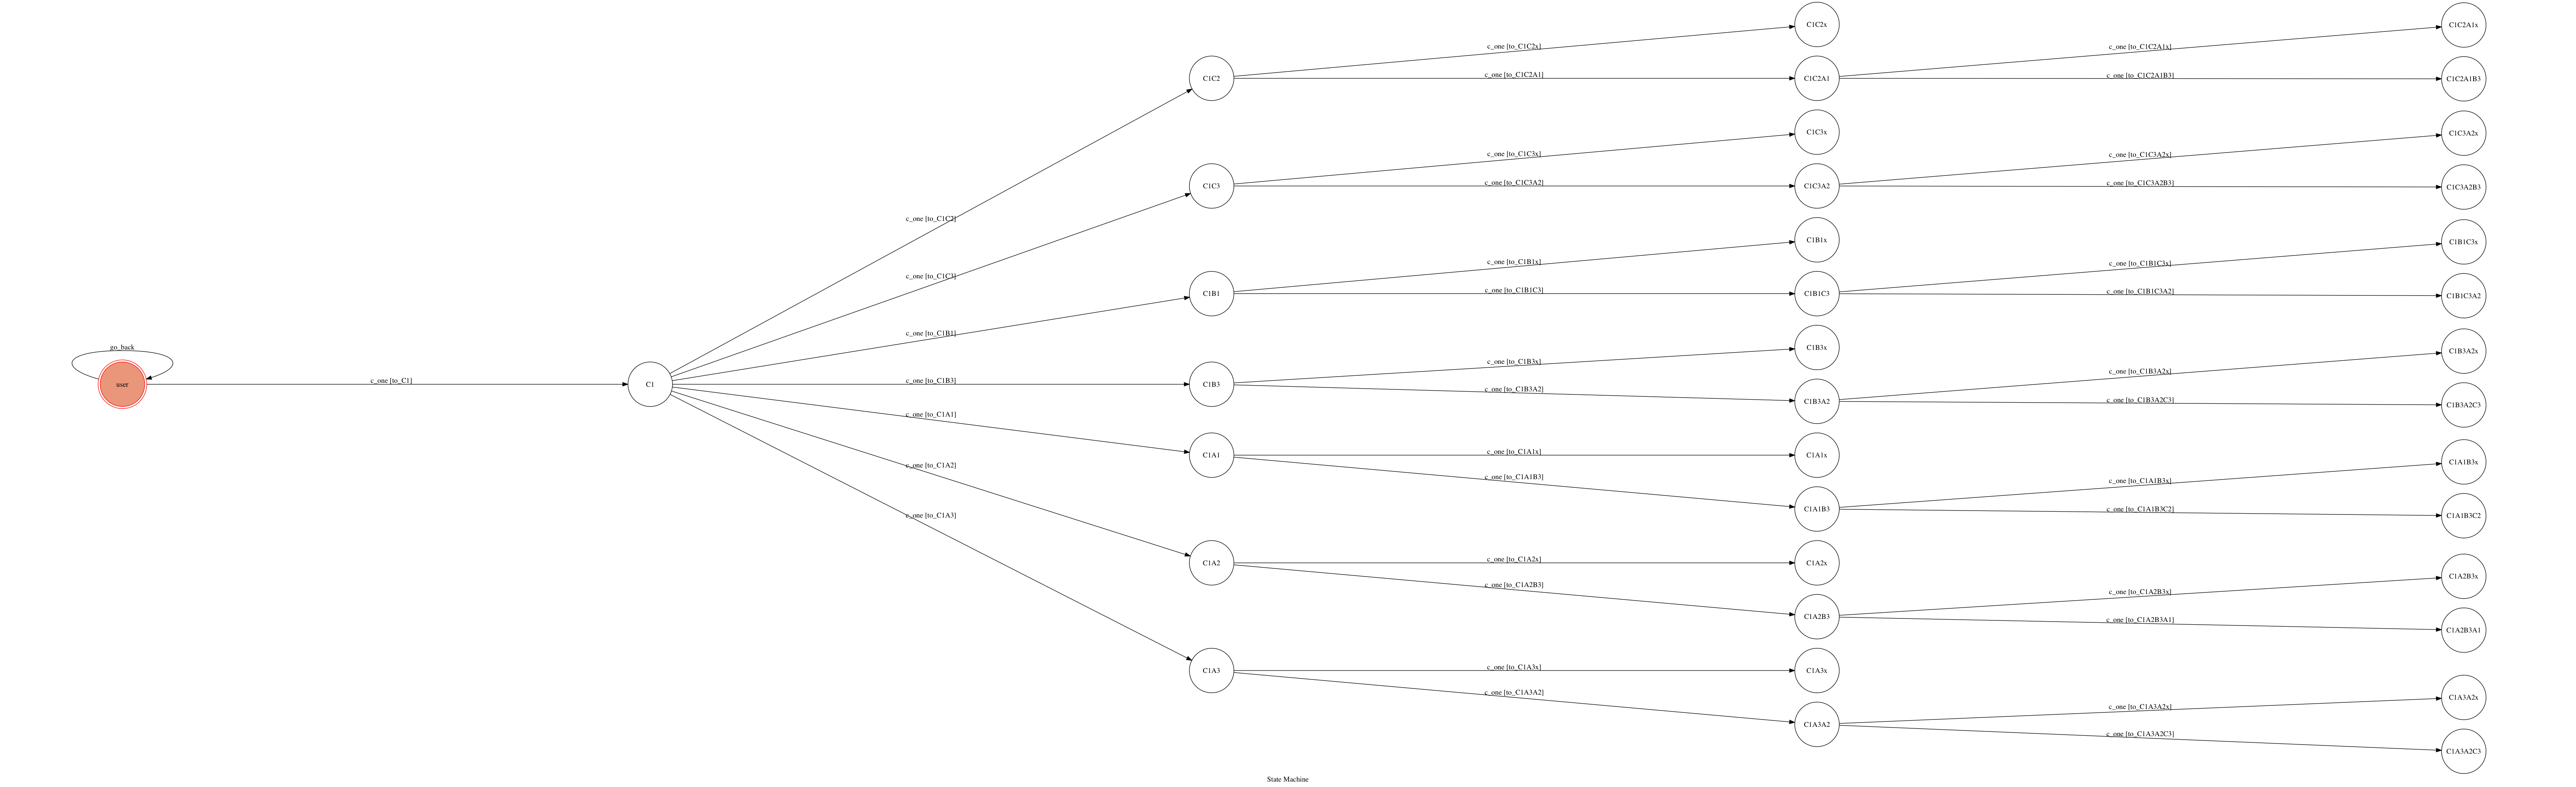 go_back
user
c_one [to_C1]
C1
c_one [to_C1C2]
c_one [to_C1C3]
c_one [to_C1B1]
c_one [to_C1B3]
c_one [to_C1A1]
c_one [to_C1A2]
c_one [to_C1A3]
C1C2
C1C3
C1B1
C1B3
C1A1
C1A2
C1A3
c_one [to_C1C2x]
c_one [to_C1C2A1]
c_one [to_C1C3x]
c_one [to_C1C3A2]
c_one [to_C1B1x]
c_one [to_C1B1C3]
c_one [to_C1B3x]
c_one [to_C1B3A2]
c_one [to_C1A1x]
c_one [to_C1A1B3]
c_one [to_C1A2x]
c_one [to_C1A2B3]
c_one [to_C1A3x]
c_one [to_C1A3A2]
C1C2x
C1C2A1
C1C3x
C1C3A2
C1B1x
C1B1C3
C1B3x
C1B3A2
C1A1x
C1A1B3
C1A2x
C1A2B3
C1A3x
C1A3A2
c_one [to_C1C2A1x]
c_one [to_C1C2A1B3]
c_one [to_C1C3A2x]
c_one [to_C1C3A2B3]
c_one [to_C1B1C3x]
c_one [to_C1B1C3A2]
c_one [to_C1B3A2x]
c_one [to_C1B3A2C3]
c_one [to_C1A1B3x]
c_one [to_C1A1B3C2]
c_one [to_C1A2B3x]
c_one [to_C1A2B3A1]
c_one [to_C1A3A2x]
c_one [to_C1A3A2C3]
C1C2A1x
C1C2A1B3
C1C3A2x
C1C3A2B3
C1B1C3x
C1B1C3A2
C1B3A2x
C1B3A2C3
C1A1B3x
C1A1B3C2
C1A2B3x
C1A2B3A1
C1A3A2x
C1A3A2C3
State Machine